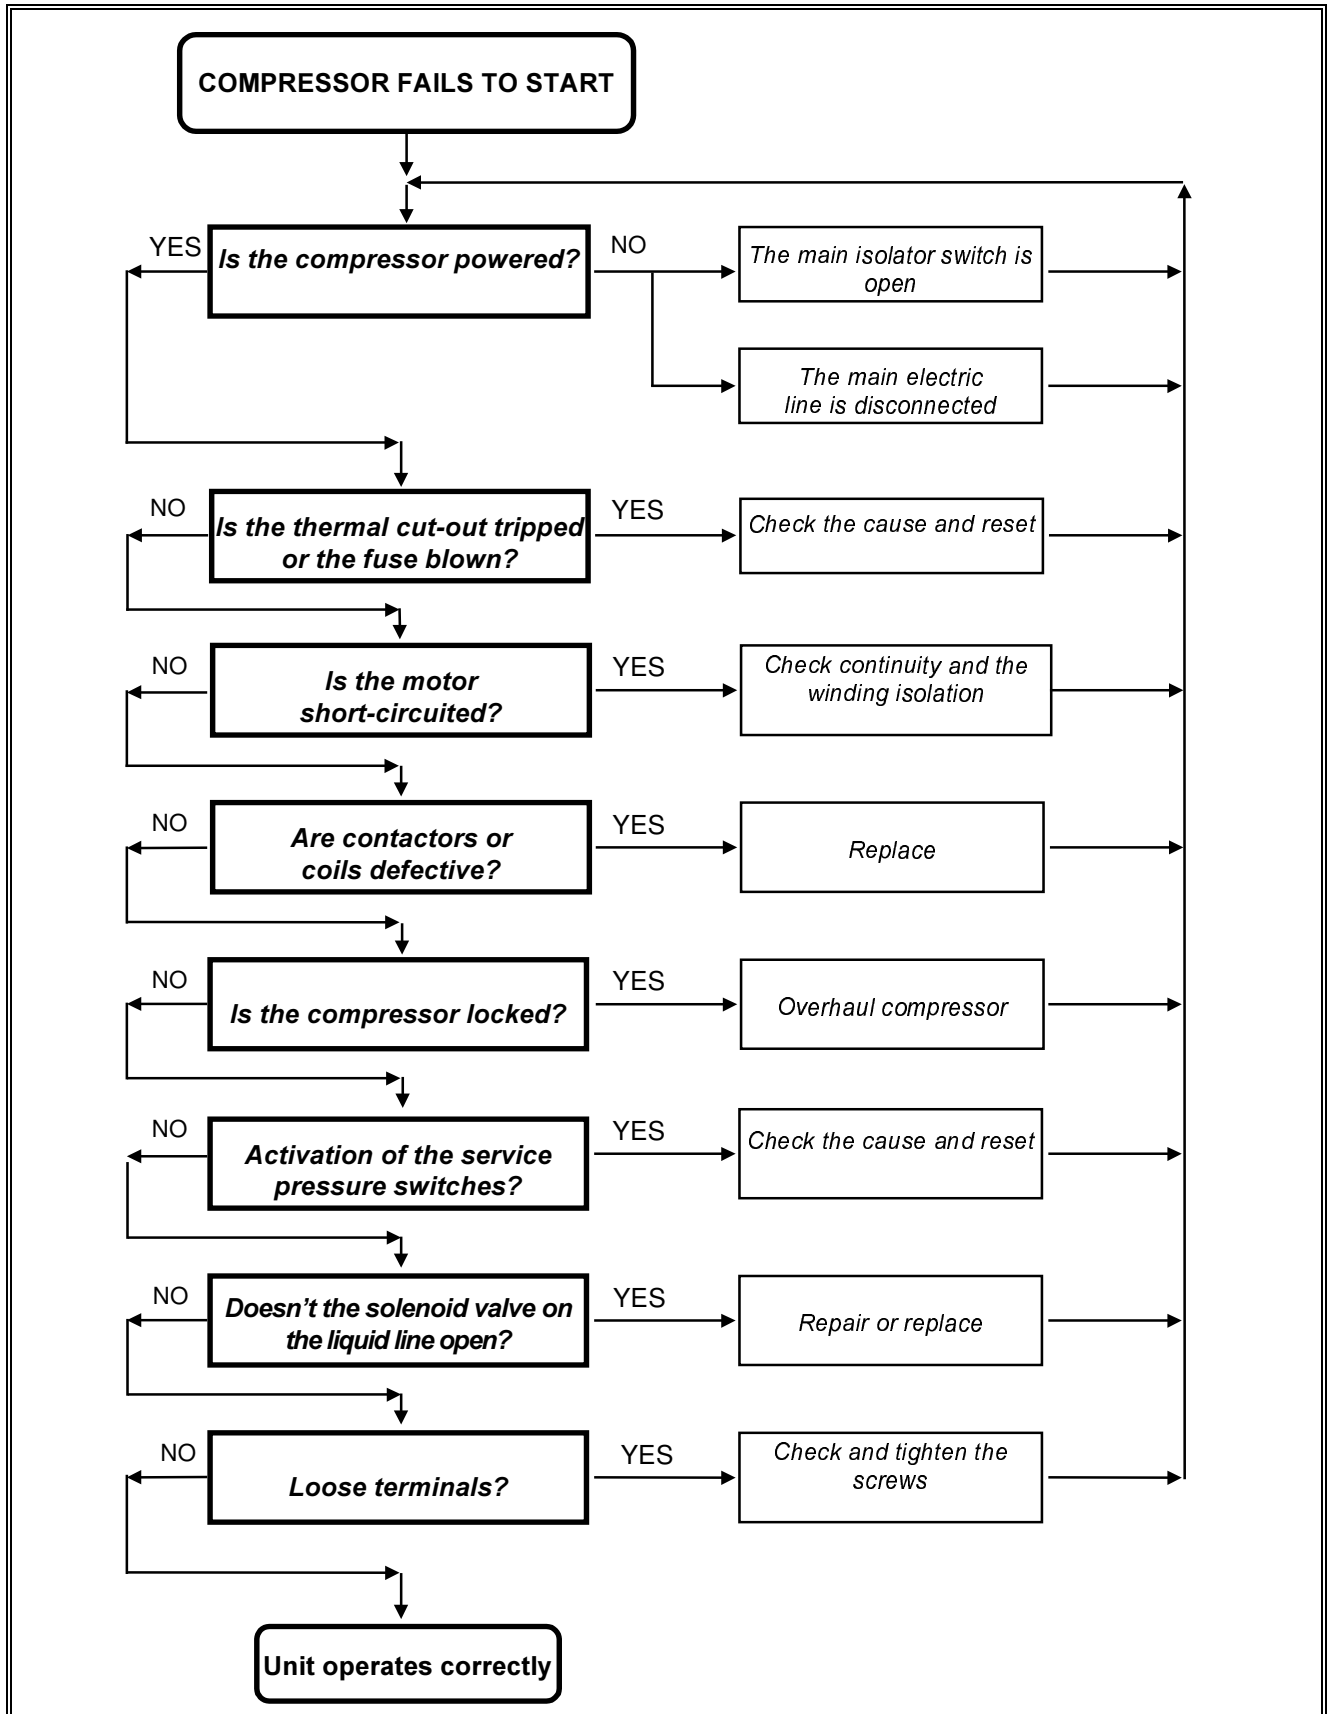 COMPRESSOR FAILS TO START
YES
Is the compressor powered?
NO
The main isolator switch is
open
The main electric
line is disconnected
NO
Is the thermal cut-out tripped
or the fuse blown?
YES
Check the cause and reset
NO
Is the motor
short-circuited?
YES
Check continuity and the
winding isolation
NO
Are contactors or
coils defective?
YES
Replace
NO
Is the compressor locked?
YES
Overhaul compressor
NO
Activation of the service
pressure switches?
YES
Check the cause and reset
NO
Doesn't the solenoid valve on
the liquid line open?
YES
Repair or replace
NO
Loose terminals?
YES
Check and tighten the
screws
Unit operates correctly